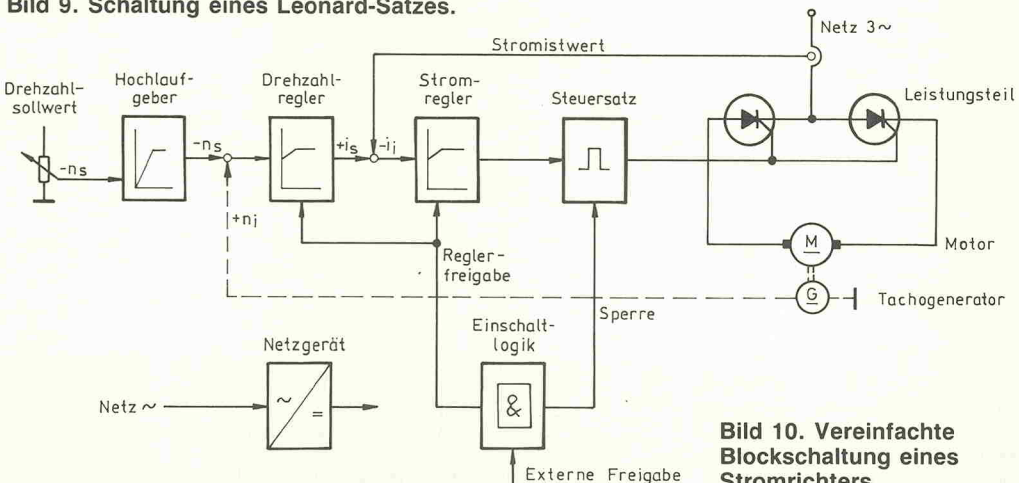 Bild 9. Schaltung eines Leonard-Satzes.
Netz 3~
Stromistwert
Drehzahl-
sollwert
Hochlauf-
geber
Drehzahl-
regler
Strom-
regler
Steuersatz
Leistungsteil
-ns
-ns
+is
-ii
+ni
Regler-
freigabe
M
Motor
G
Tachogenerator
Sperre
Netzgerät
Einschalt-
logik
Netz ~
~
=
&
Externe Freigabe
Bild 10. Vereinfachte
Blockschaltung eines
Stromrichters